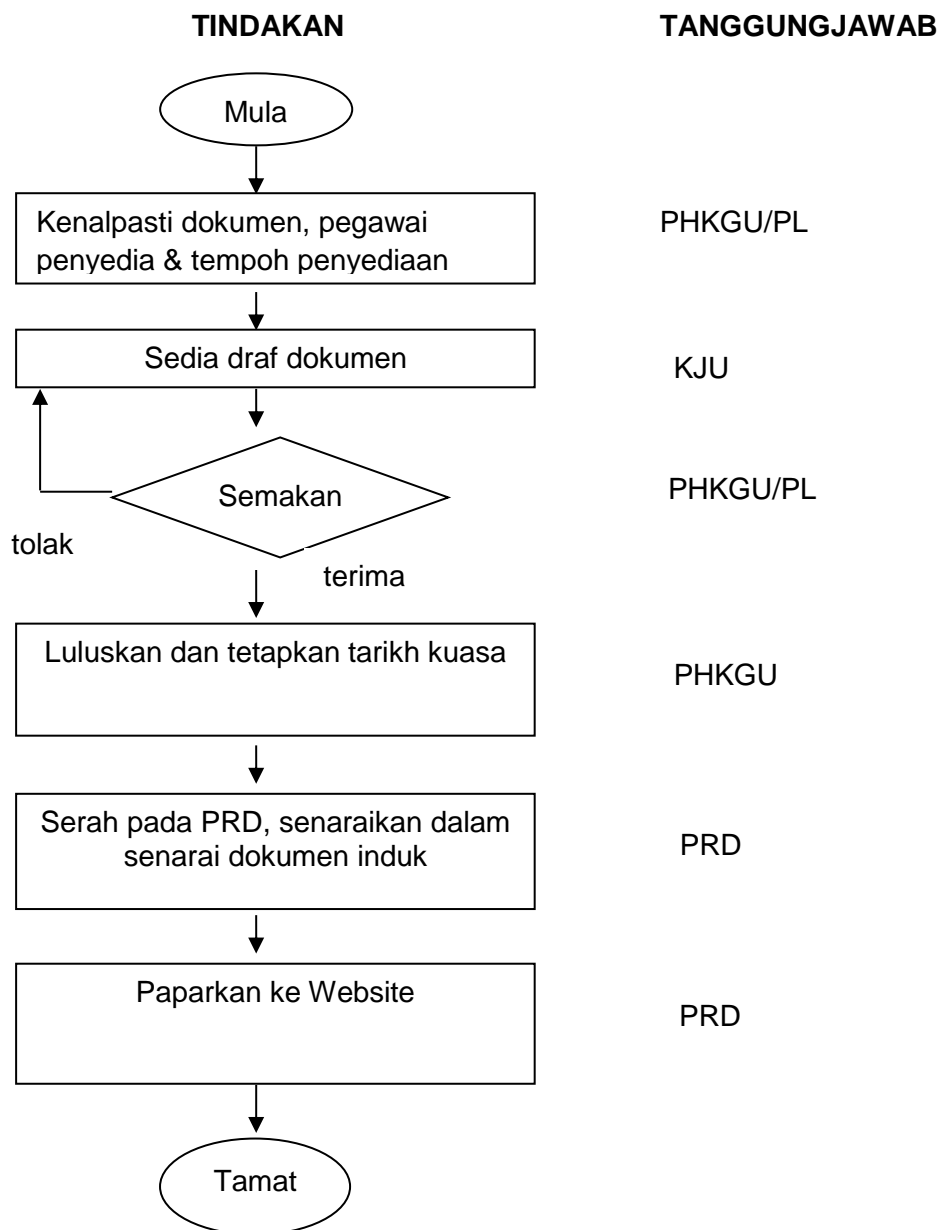 TINDAKAN TANGGUNGJAWAB
Mula
Kenalpasti dokumen, pegawai
penyedia & tempoh penyediaan
PHKGU/PL
Sedia draf dokumen
KJU
Semakan
PHKGU/PL
tolak
terima
Luluskan dan tetapkan tarikh kuasa
PHKGU
Serah pada PRD, senaraikan dalam
senarai dokumen induk
PRD
Paparkan ke Website
PRD
Tamat